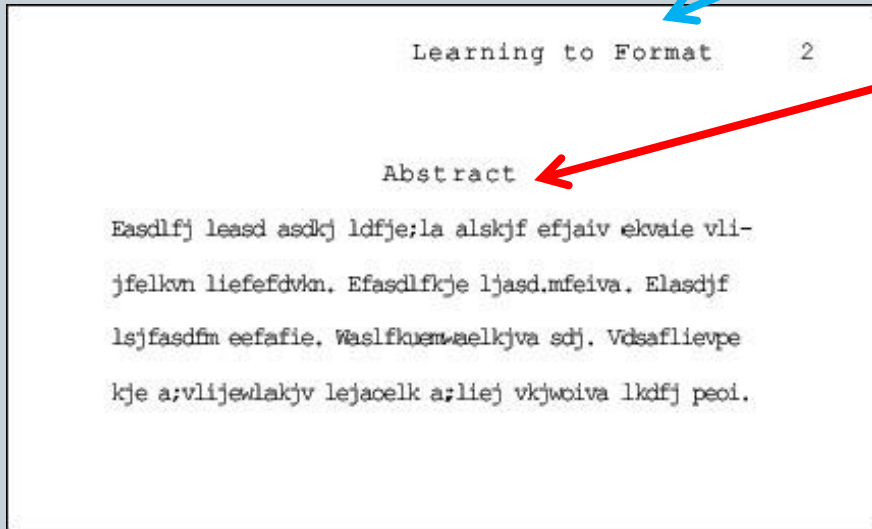 Learning to Format 2
Abstract
Easdlfj leasd asdkj ldfje;la alskjf efjaiv ekvaie vli-
jfelkvn liefefdvkn. Efasdlfkje ljasd.mfeiva. Elasdjf
lsjfasdfm eefafie. Waslfkuemwaelkjva sdj. Vdsaflievpe
kje a;vlijewlakjv lejaoelk a;liej vkjwoiva lkdfj peoi.